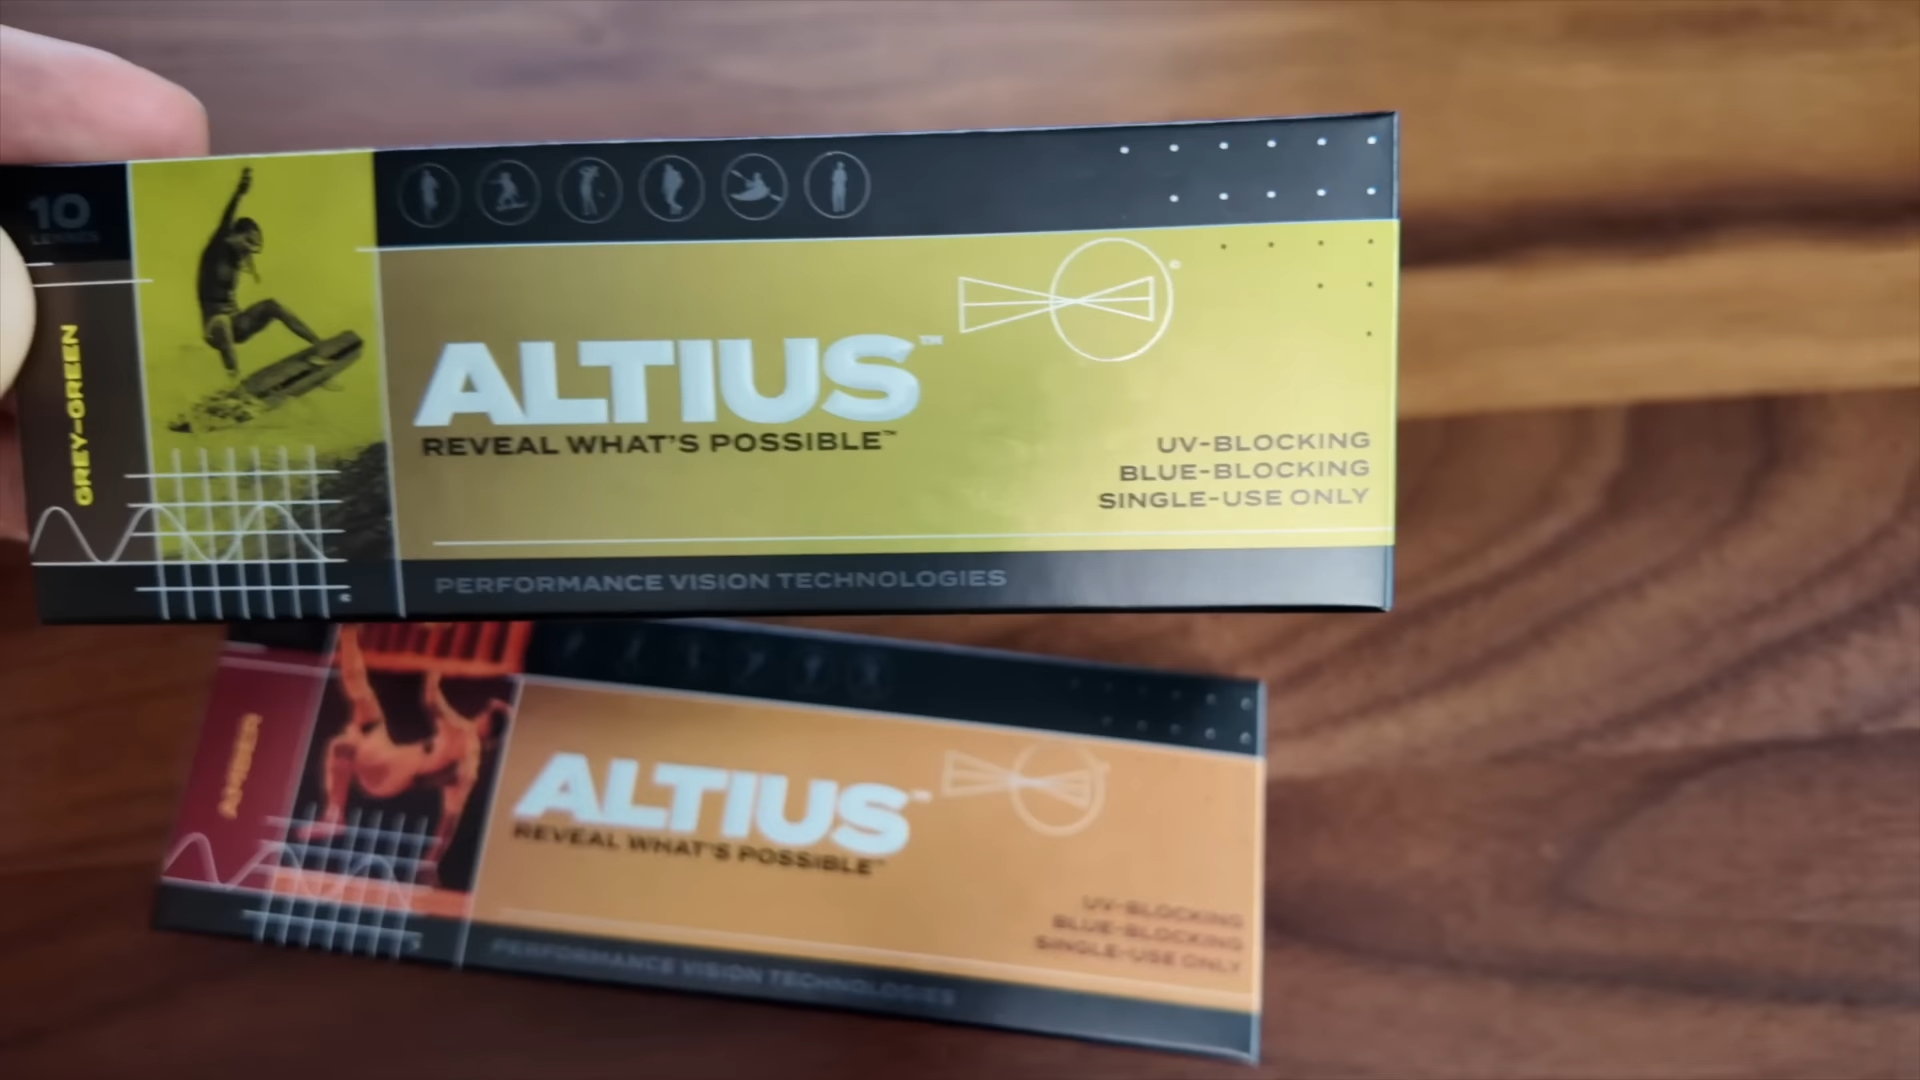 10
LENSES
GREY-GREEN
ALTIUS™
REVEAL WHAT'S POSSIBLE™
UV-BLOCKING
BLUE-BLOCKING
SINGLE-USE ONLY
PERFORMANCE VISION TECHNOLOGIES
AMBER
ALTIUS™
REVEAL WHAT'S POSSIBLE™
UV-BLOCKING
BLUE-BLOCKING
SINGLE-USE ONLY
PERFORMANCE VISION TECHNOLOGIES